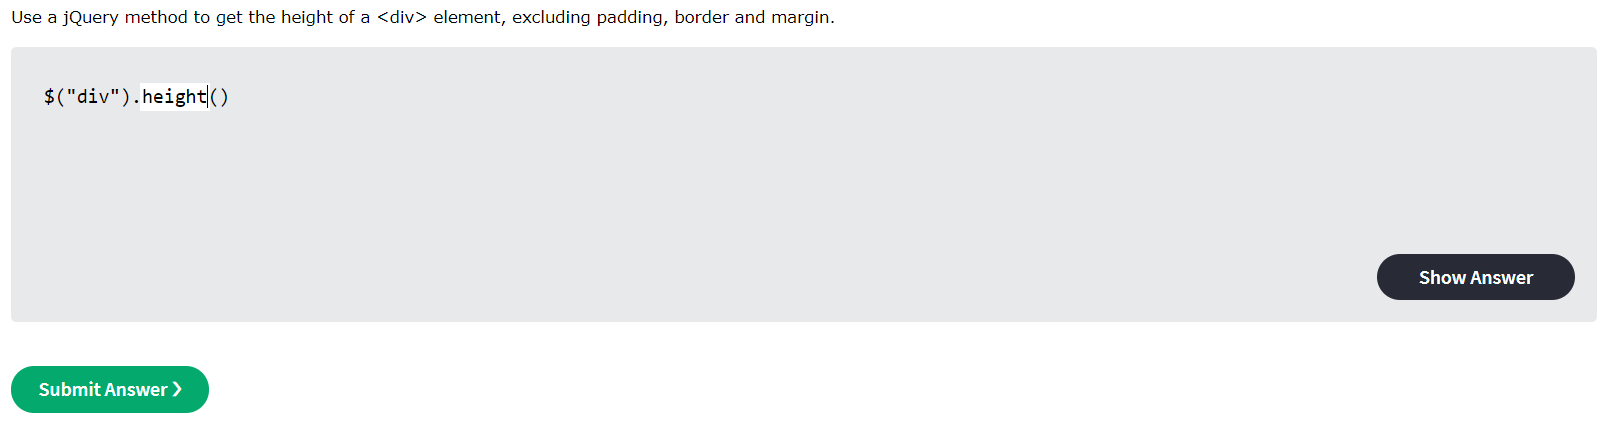 Use a jQuery method to get the height of a <div> element, excluding padding, border and margin.
$("div").height()
Show Answer
Submit Answer ❯